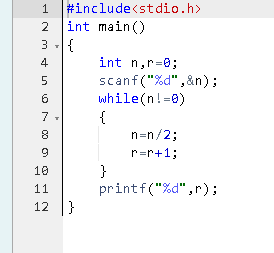 1 #include<stdio.h>
2 int main()
3 {
4 int n,r=0;
5 scanf("%d",&n);
6 while(n!=0)
7 {
8 n=n/2;
9 r=r+1;
10 }
11 printf("%d",r);
12 }